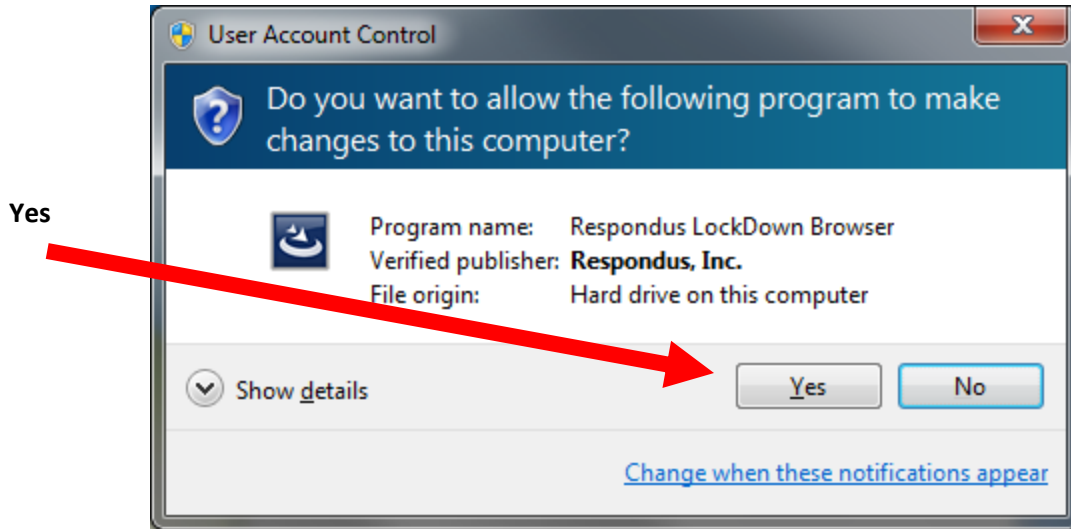 User Account Control
Do you want to allow the following program to make
changes to this computer?
Yes
Program name: Respondus LockDown Browser
Verified publisher: Respondus, Inc.
File origin: Hard drive on this computer
Show details
Yes
No
Change when these notifications appear